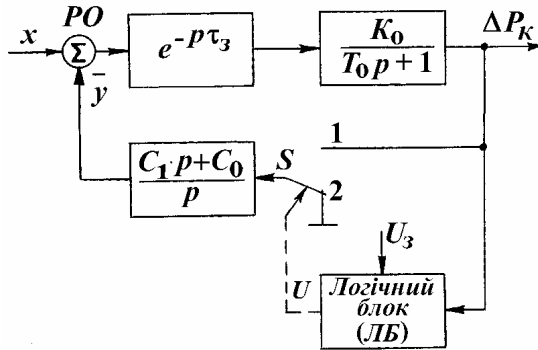 PO
x
Σ
e^{-pτ_з}
K_0
T_0 p + 1
ΔP_K
ȳ
1
C_1 · p + C_0
p
S
2
U_з
U
Логічний
блок
(ЛБ)